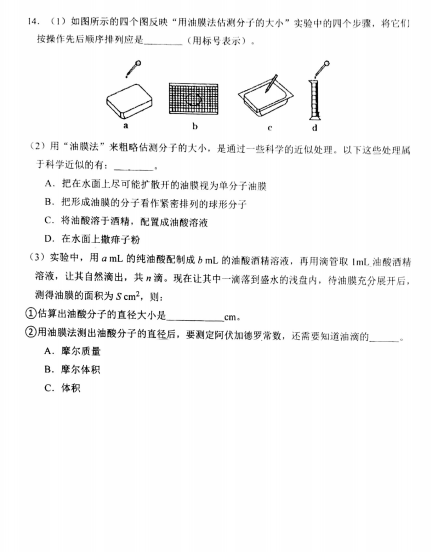 14. （1）如图所示的四个图反映“用油膜法估测分子的大小”实验中的四个步骤，将它们
按操作先后顺序排列应是______（用标号表示）。
a b c d
（2）用“油膜法”来粗略估测分子的大小，是通过一些科学的近似处理。以下这些处理属
于科学近似的有：______。
A．把在水面上尽可能扩散开的油膜视为单分子油膜
B．把形成油膜的分子看作紧密排列的球形分子
C．将油酸溶于酒精，配置成油酸溶液
D．在水面上撒痱子粉
（3）实验中，用 a mL 的纯油酸配制成 b mL 的油酸酒精溶液，再用滴管取 1mL 油酸酒精
溶液，让其自然滴出，共 n 滴。现在让其中一滴落到盛水的浅盘内，待油膜充分展开后，
测得油膜的面积为 S cm²，则：
①估算出油酸分子的直径大小是______cm。
②用油膜法测出油酸分子的直径后，要测定阿伏加德罗常数，还需要知道油滴的______。
A．摩尔质量
B．摩尔体积
C．体积